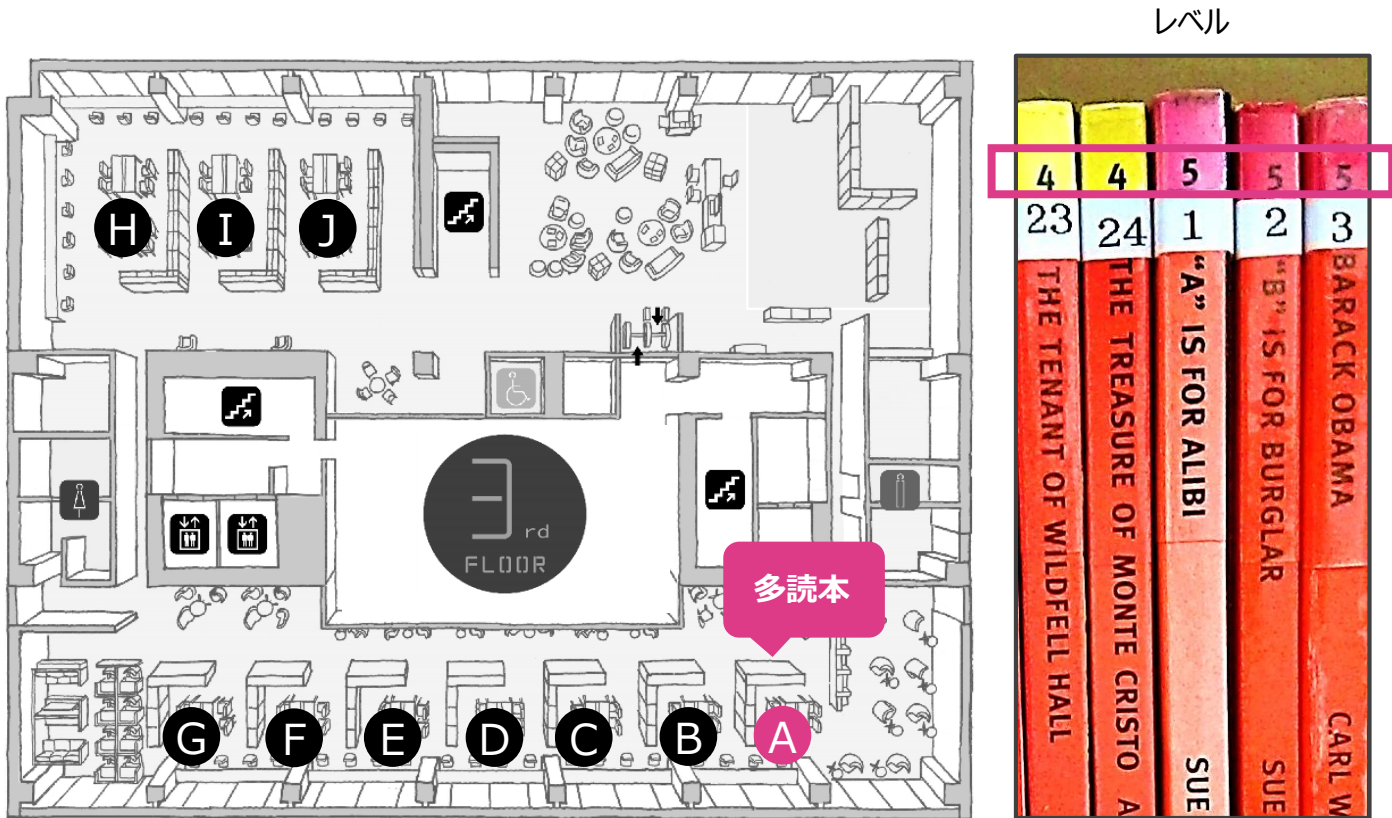 レベル
H
I
J
3
rd
FLOOR
多読本
G
F
E
D
C
B
A
4
23
THE TENANT OF WILDFELL HALL
4
24
THE TREASURE OF MONTE CRISTO A
5
1
"A" IS FOR ALIBI SUE
5
2
"B" IS FOR BURGLAR SUE
5
3
BARACK OBAMA CARL W